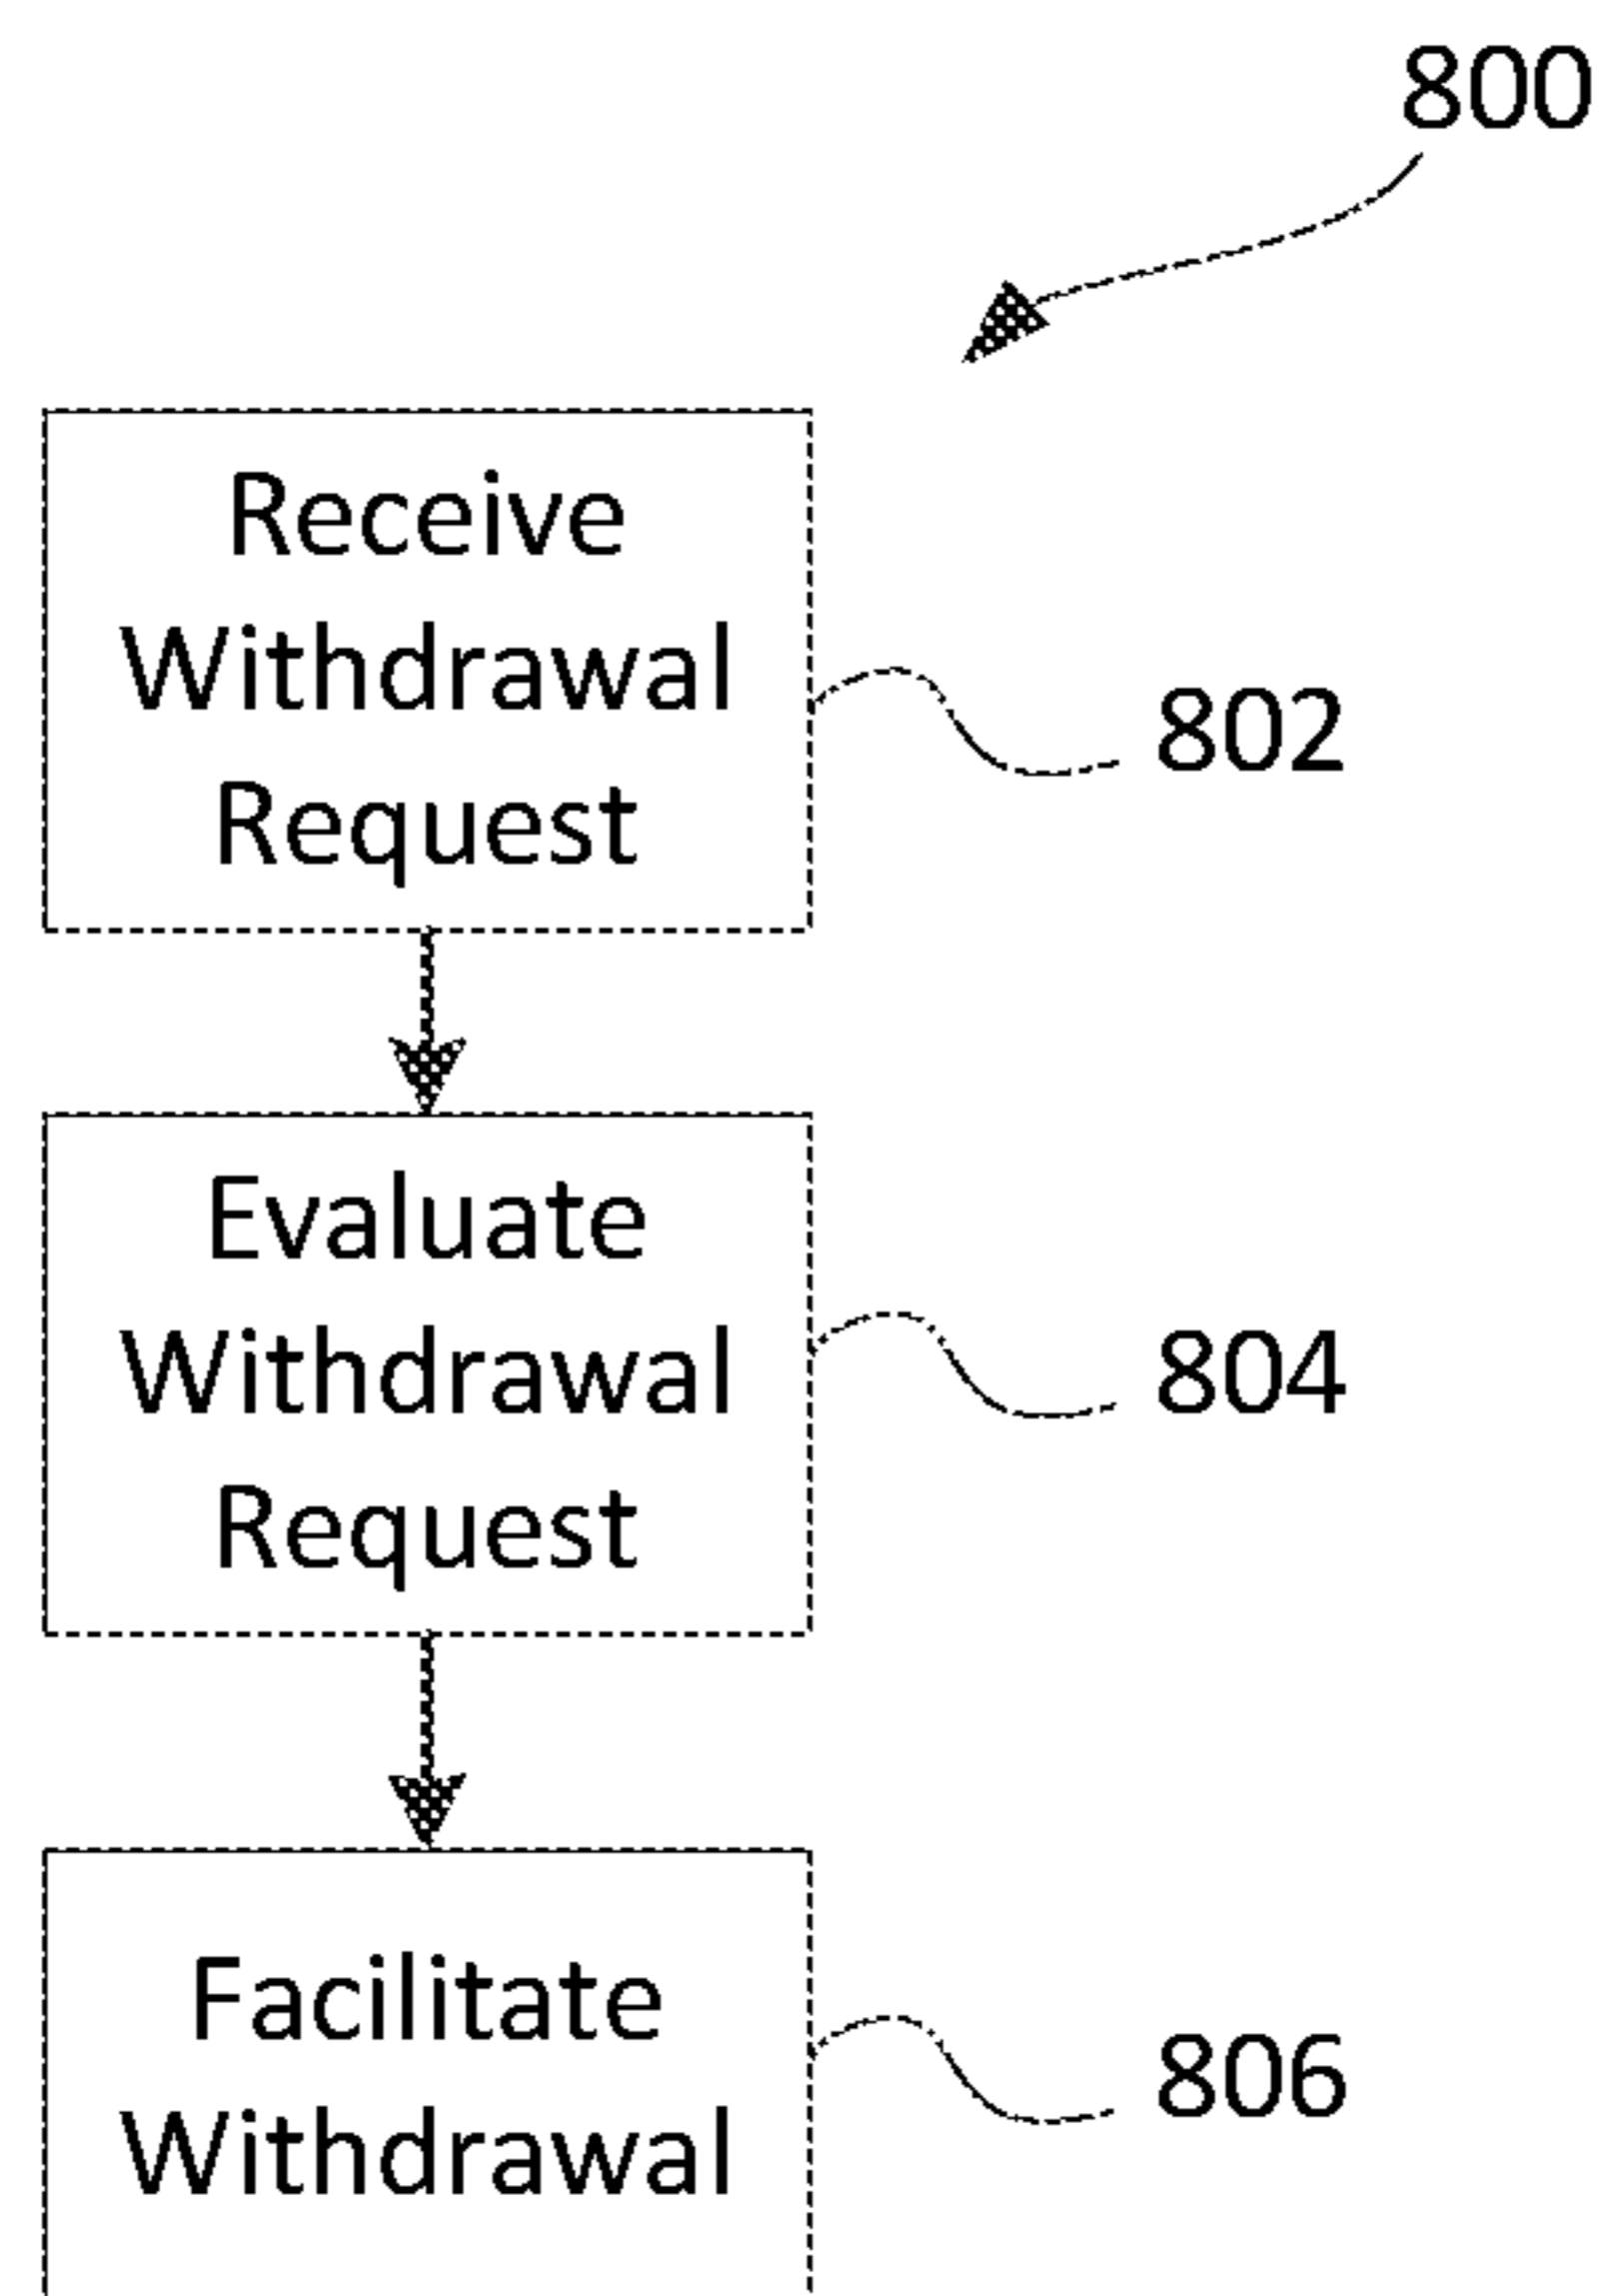 800
Receive
Withdrawal
Request
802
Evaluate
Withdrawal
Request
804
Facilitate
Withdrawal
806